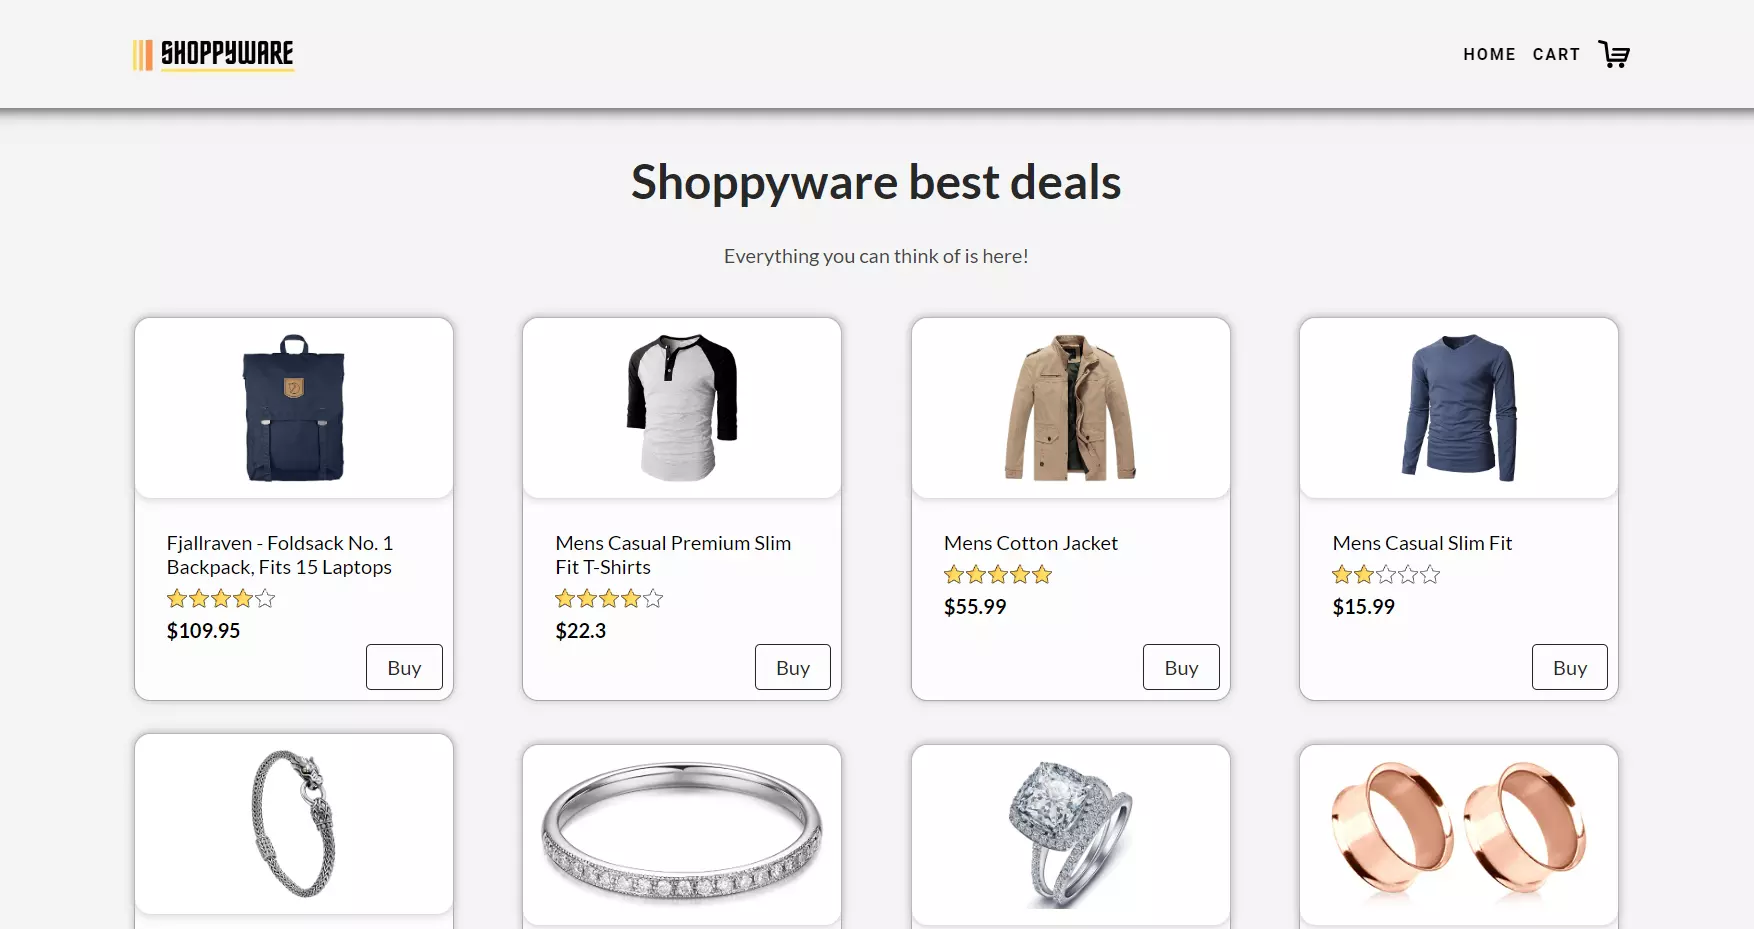 SHOPPYWARE
HOME CART
Shoppyware best deals
Everything you can think of is here!
Fjallraven - Foldsack No. 1
Backpack, Fits 15 Laptops
$109.95
Buy
Mens Casual Premium Slim
Fit T-Shirts
$22.3
Buy
Mens Cotton Jacket
$55.99
Buy
Mens Casual Slim Fit
$15.99
Buy